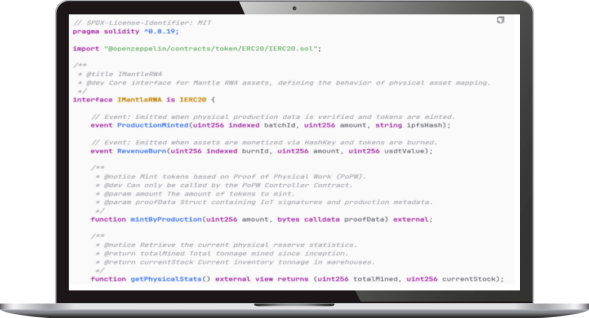 // SPDX-License-Identifier: MIT
pragma solidity ^0.8.19;
import "@openzeppelin/contracts/token/ERC20/IERC20.sol";
/**
* @title IMantleRWA
* @dev Core interface for Mantle RWA assets, defining the behavior of physical asset mapping.
*/
interface IMantleRWA is IERC20 {
// Event: Emitted when physical production data is verified and tokens are minted.
event ProductionMinted(uint256 indexed batchId, uint256 amount, string ipfsHash);
// Event: Emitted when assets are monetized via HashKey and tokens are burned.
event RevenueBurn(uint256 indexed burnId, uint256 amount, uint256 usdtValue);
/**
* @notice Mint tokens based on Proof of Physical Work (PoPW).
* @dev Can only be called by the PoPW Controller Contract.
* @param amount The amount of tokens to mint.
* @param proofData Struct containing IoT signatures and production metadata.
*/
function mintByProduction(uint256 amount, bytes calldata proofData) external;
/**
* @notice Retrieve the current physical reserve statistics.
* @return totalMined Total tonnage mined since inception.
* @return currentStock Current inventory tonnage in warehouses.
*/
function getPhysicalStats() external view returns (uint256 totalMined, uint256 currentStock);